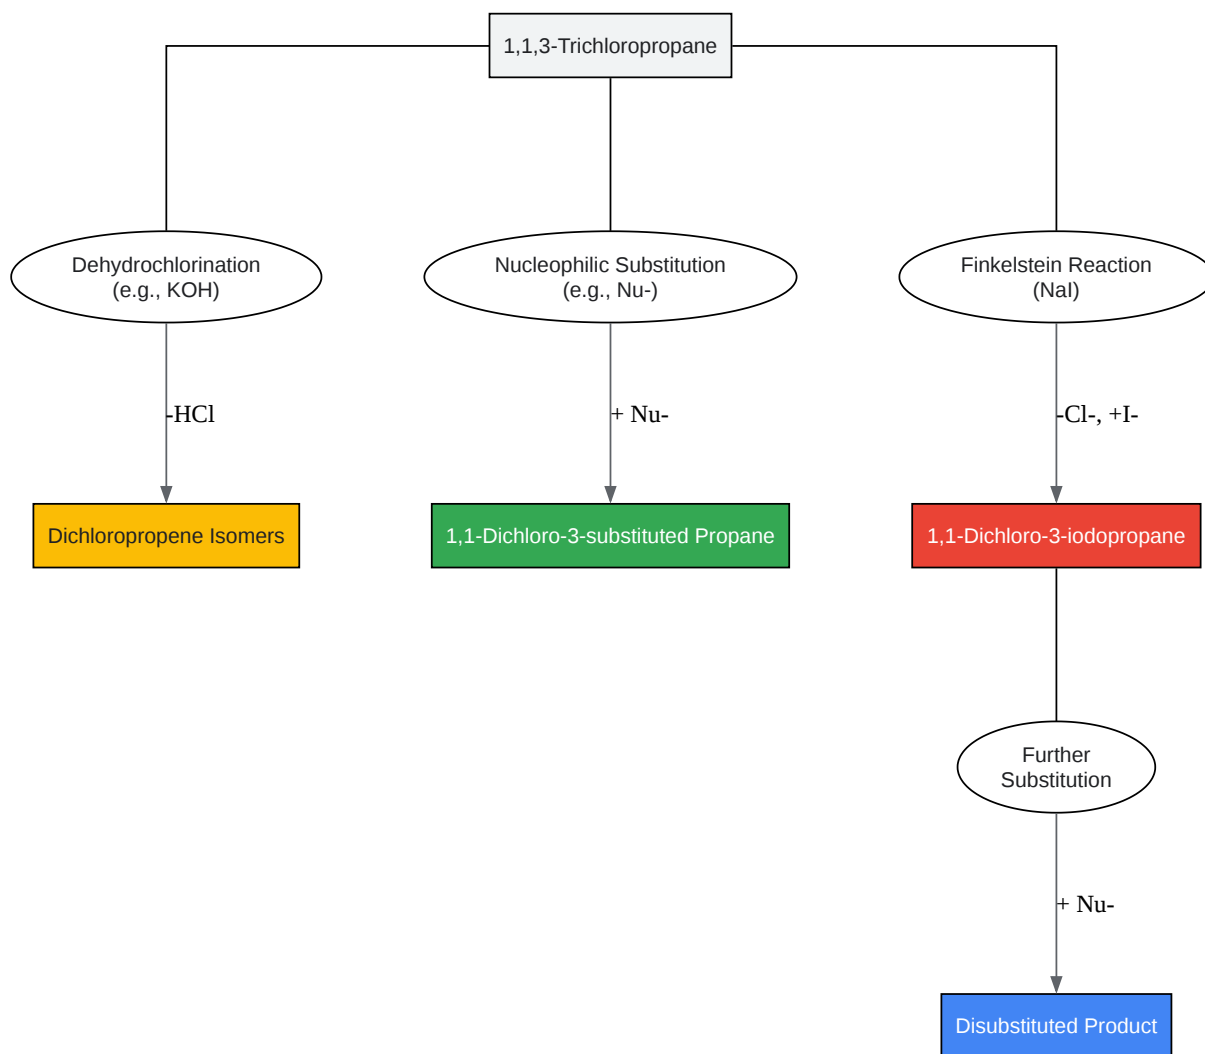 1,1,3-Trichloropropane
Dehydrochlorination
(e.g., KOH)
Nucleophilic Substitution
(e.g., Nu-)
Finkelstein Reaction
(NaI)
-HCl
+ Nu-
-Cl-, +I-
Dichloropropene Isomers
1,1-Dichloro-3-substituted Propane
1,1-Dichloro-3-iodopropane
Further
Substitution
+ Nu-
Disubstituted Product